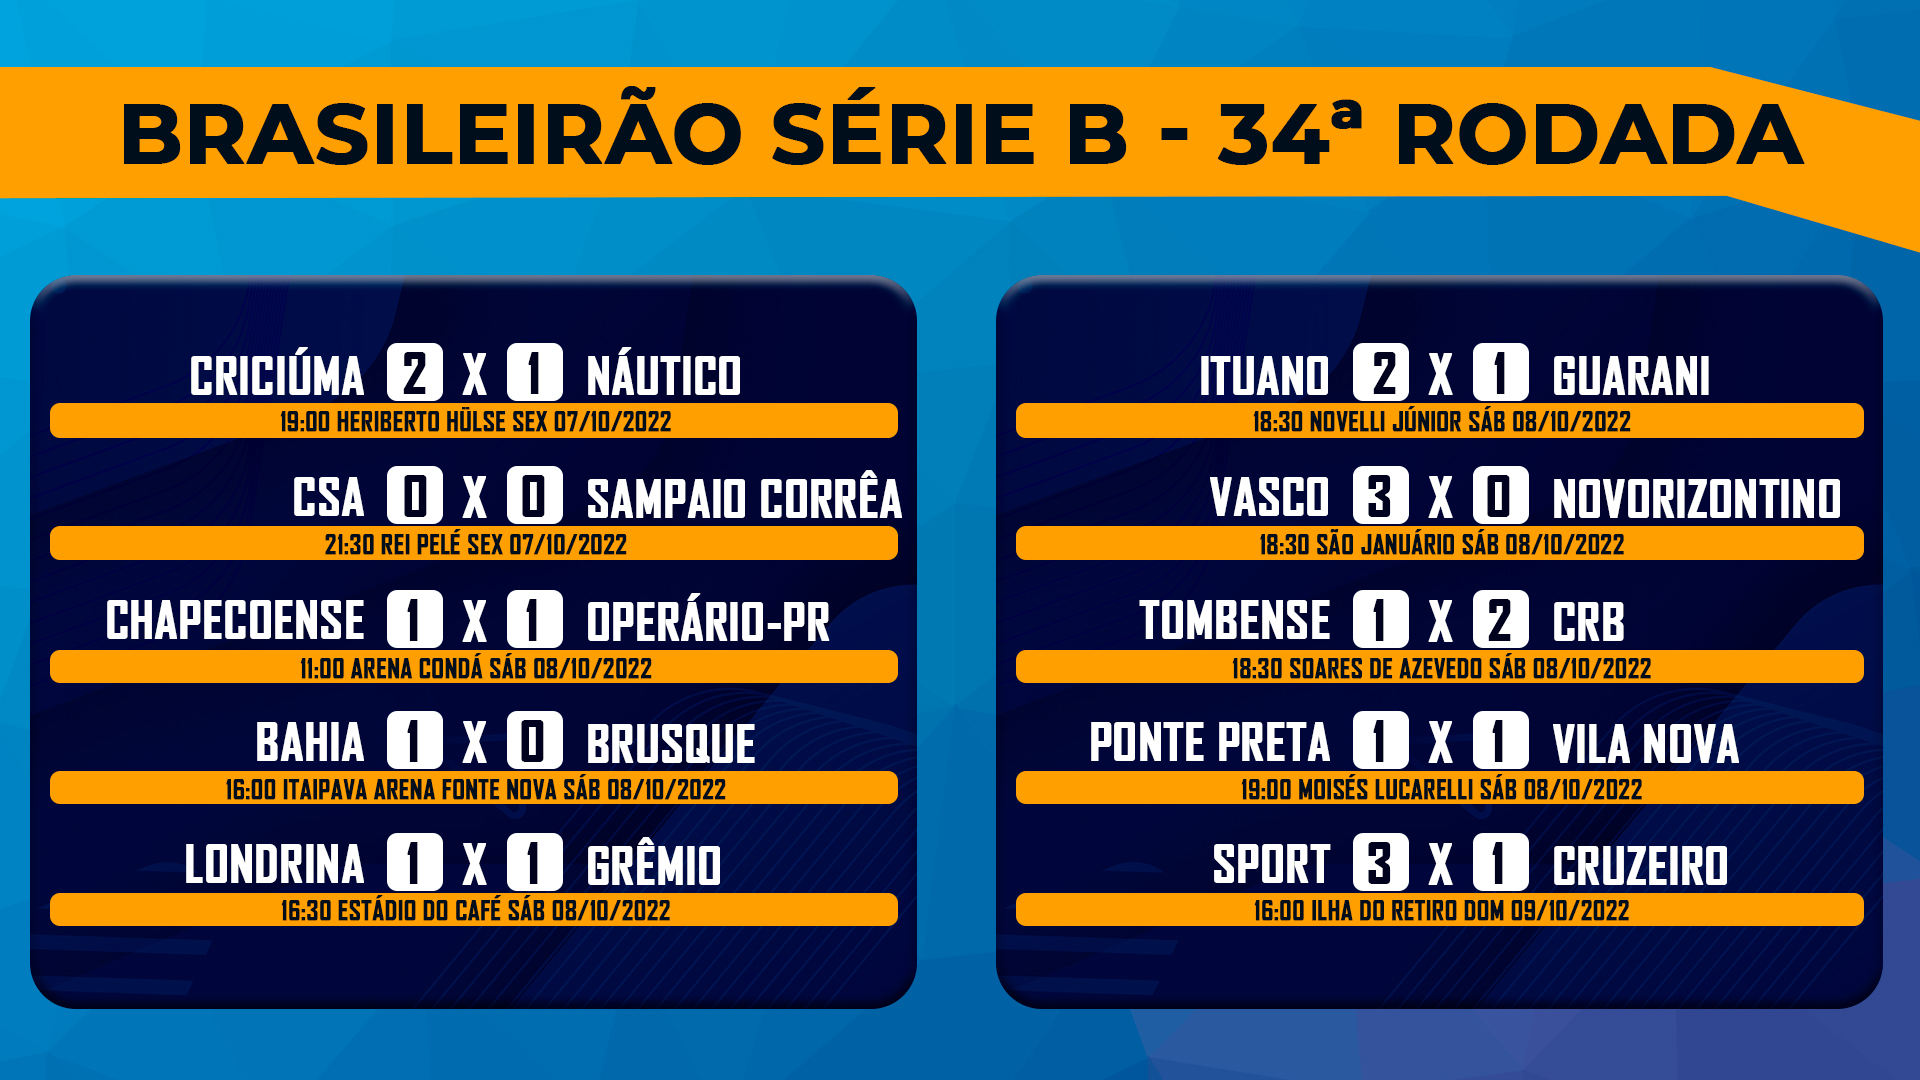 BRASILEIRÃO SÉRIE B - 34ª RODADA
CRICIÚMA 2 X 1 NÁUTICO
19:00 HERIBERTO HÜLSE SEX 07/10/2022
CSA 0 X 0 SAMPAIO CORRÊA
21:30 REI PELÉ SEX 07/10/2022
CHAPECOENSE 1 X 1 OPERÁRIO-PR
11:00 ARENA CONDÁ SÁB 08/10/2022
BAHIA 1 X 0 BRUSQUE
16:00 ITAIPAVA ARENA FONTE NOVA SÁB 08/10/2022
LONDRINA 1 X 1 GRÊMIO
16:30 ESTÁDIO DO CAFÉ SÁB 08/10/2022
ITUANO 2 X 1 GUARANI
18:30 NOVELLI JÚNIOR SÁB 08/10/2022
VASCO 3 X 0 NOVORIZONTINO
18:30 SÃO JANUÁRIO SÁB 08/10/2022
TOMBENSE 1 X 2 CRB
18:30 SOARES DE AZEVEDO SÁB 08/10/2022
PONTE PRETA 1 X 1 VILA NOVA
19:00 MOISÉS LUCARELLI SÁB 08/10/2022
SPORT 3 X 1 CRUZEIRO
16:00 ILHA DO RETIRO DOM 09/10/2022